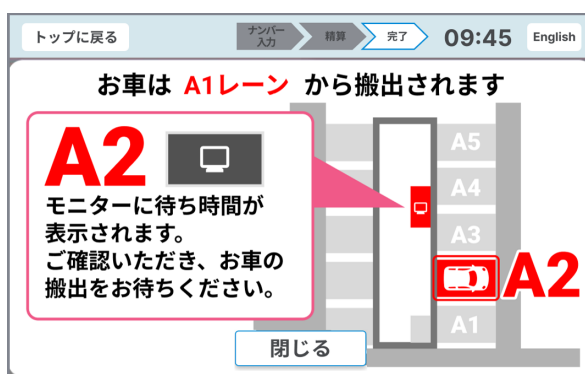 トップに戻る
ナンバー
入力
精算
完了
09:45
English
お車は A1レーン から搬出されます
A2
モニターに待ち時間が
表示されます。
ご確認いただき、お車の
搬出をお待ちください。
A5
A4
A3
A2
A1
閉じる